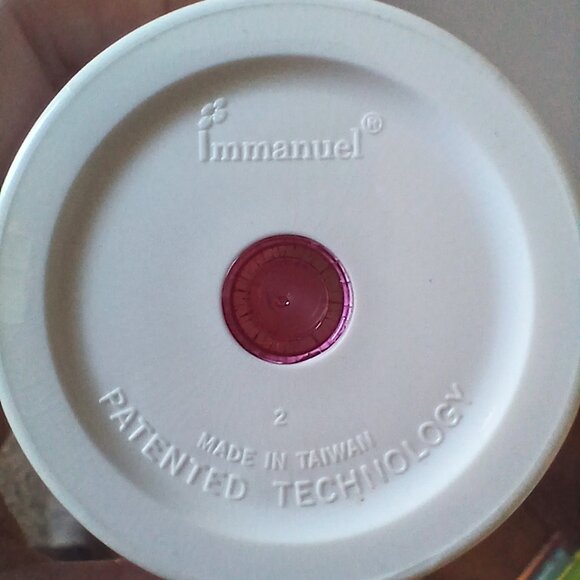 immanuel®
2
MADE IN TAIWAN
PATENTED TECHNOLOGY